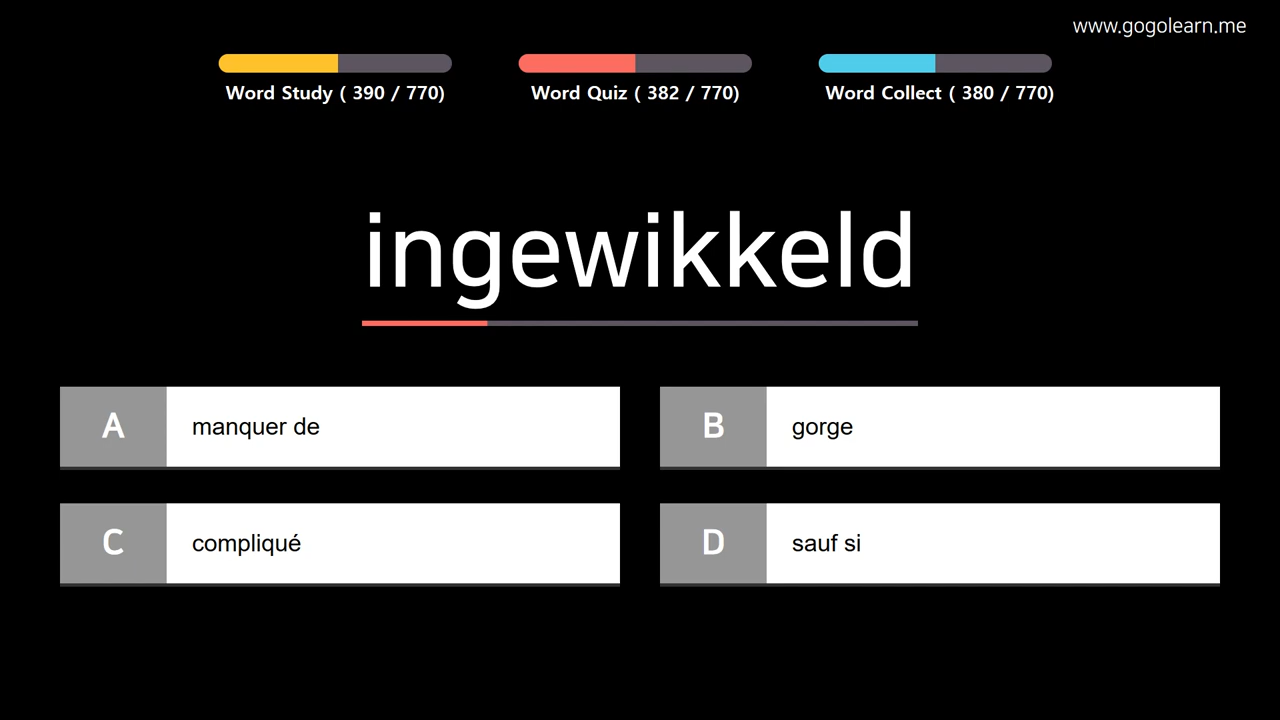 www.gogolearn.me
Word Study ( 390 / 770)
Word Quiz ( 382 / 770)
Word Collect ( 380 / 770)
ingewikkeld
A manquer de
B gorge
C compliqué
D sauf si